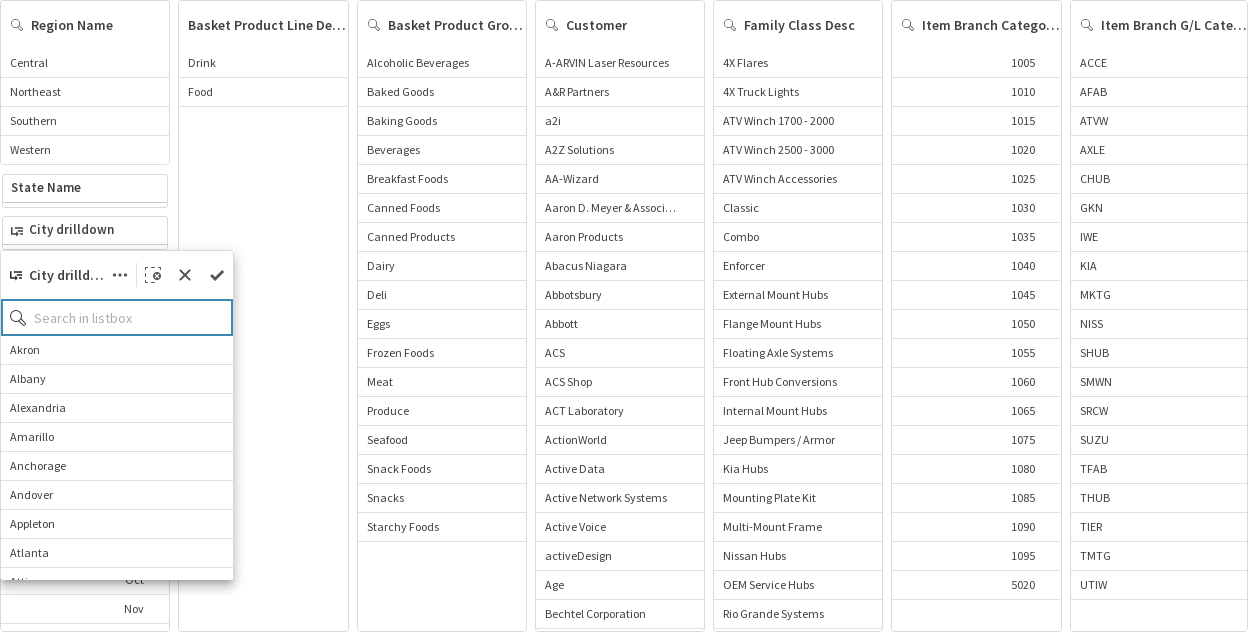 Region Name
Central
Northeast
Southern
Western
State Name
City drilldown
City drilld...
Search in listbox
Akron
Albany
Alexandria
Amarillo
Anchorage
Andover
Appleton
Atlanta
Oct
Nov
Basket Product Line De...
Drink
Food
Basket Product Gro...
Alcoholic Beverages
Baked Goods
Baking Goods
Beverages
Breakfast Foods
Canned Foods
Canned Products
Dairy
Deli
Eggs
Frozen Foods
Meat
Produce
Seafood
Snack Foods
Snacks
Starchy Foods
Customer
A-ARVIN Laser Resources
A&R Partners
a2i
A2Z Solutions
AA-Wizard
Aaron D. Meyer & Associ...
Aaron Products
Abacus Niagara
Abbotsbury
Abbott
ACS
ACS Shop
ACT Laboratory
ActionWorld
Active Data
Active Network Systems
Active Voice
activeDesign
Age
Bechtel Corporation
Family Class Desc
4X Flares
4X Truck Lights
ATV Winch 1700 - 2000
ATV Winch 2500 - 3000
ATV Winch Accessories
Classic
Combo
Enforcer
External Mount Hubs
Flange Mount Hubs
Floating Axle Systems
Front Hub Conversions
Internal Mount Hubs
Jeep Bumpers / Armor
Kia Hubs
Mounting Plate Kit
Multi-Mount Frame
Nissan Hubs
OEM Service Hubs
Rio Grande Systems
Item Branch Catego...
1005
1010
1015
1020
1025
1030
1035
1040
1045
1050
1055
1060
1065
1075
1080
1085
1090
1095
5020
Item Branch G/L Cate...
ACCE
AFAB
ATVW
AXLE
CHUB
GKN
IWE
KIA
MKTG
NISS
SHUB
SMWN
SRCW
SUZU
TFAB
THUB
TIER
TMTG
UTIW